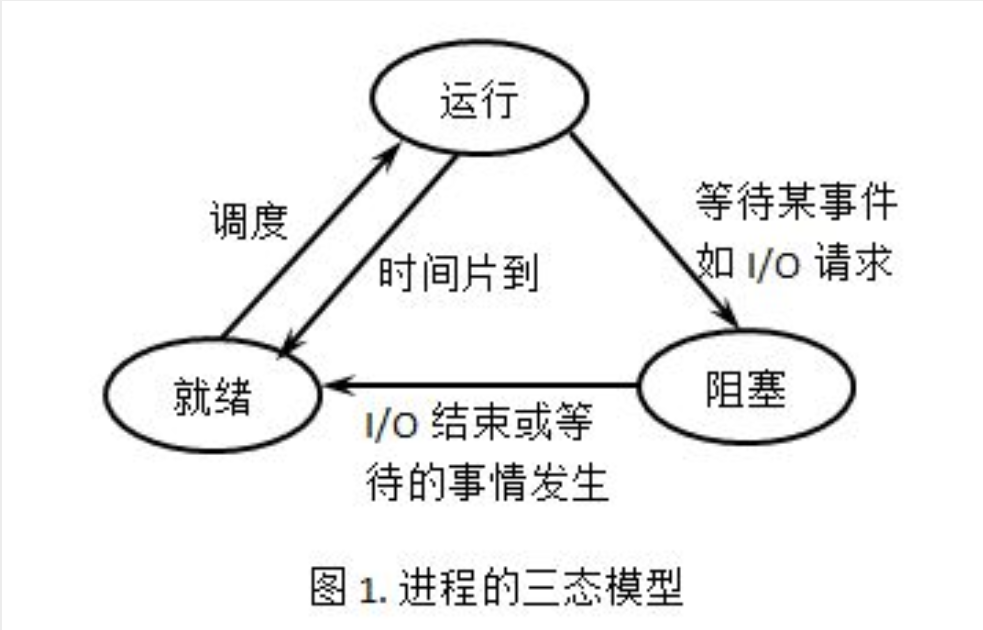 运行
调度
时间片到
等待某事件
如 I/O 请求
就绪
阻塞
I/O 结束或等
待的事情发生
图 1. 进程的三态模型